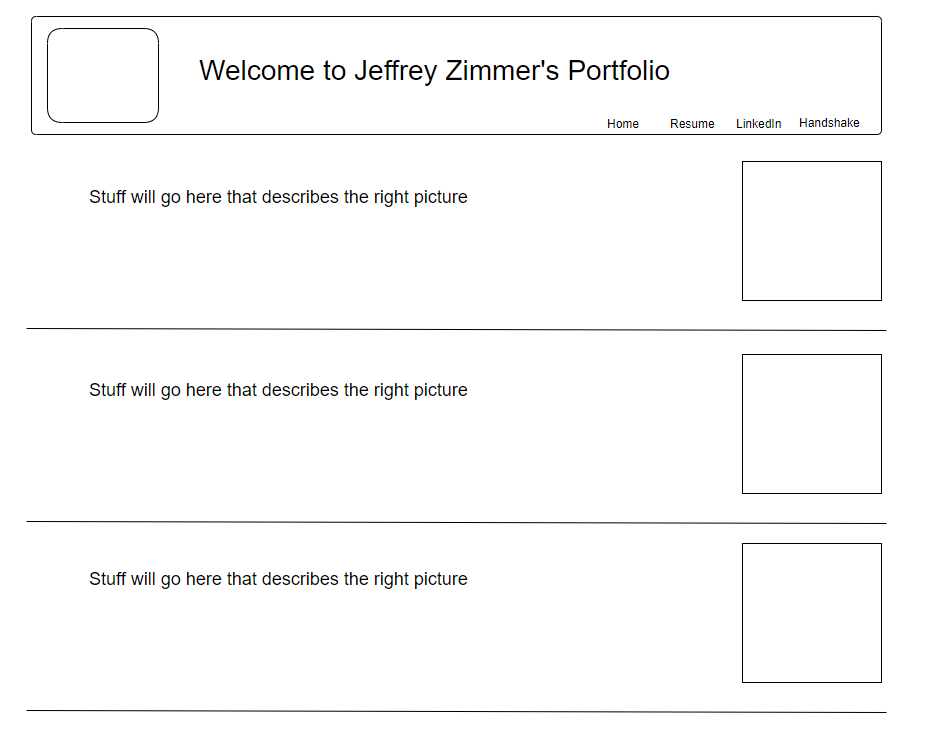 Welcome to Jeffrey Zimmer's Portfolio
Home Resume LinkedIn Handshake
Stuff will go here that describes the right picture
Stuff will go here that describes the right picture
Stuff will go here that describes the right picture